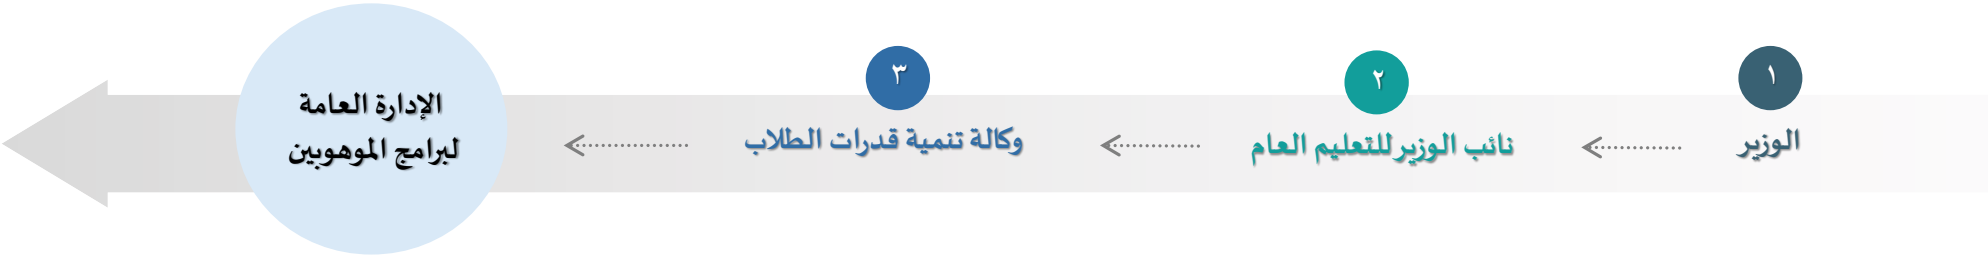 ١
الوزير
٢
نائب الوزير للتعليم العام
٣
وكالة تنمية قدرات الطلاب
الإدارة العامة
لبرامج الموهوبين